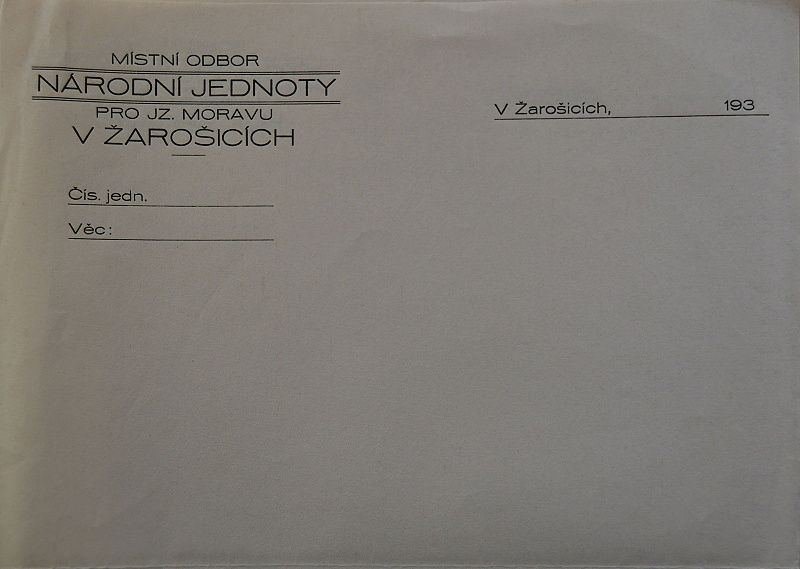 MÍSTNÍ ODBOR
NÁRODNÍ JEDNOTY
PRO JZ. MORAVU
V ŽAROŠICÍCH
V Žarošicích, 193
Čís. jedn.
Věc: